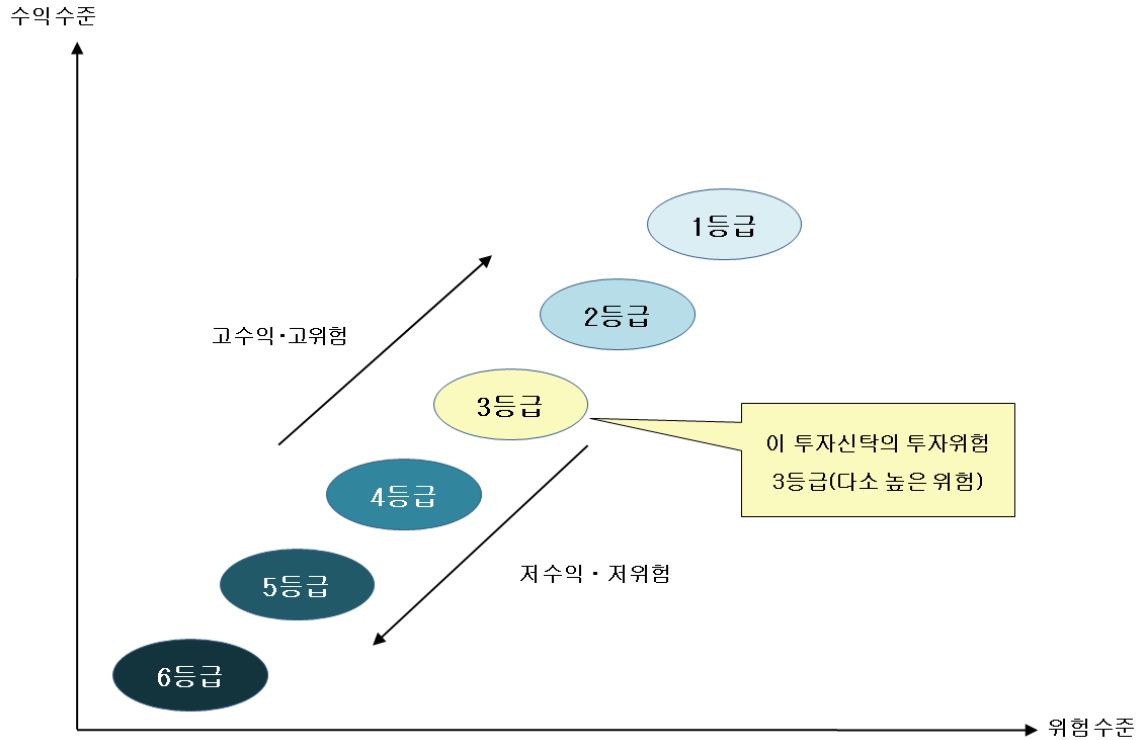 수익수준
1등급
2등급
고수익·고위험
3등급
이 투자신탁의 투자위험
3등급(다소 높은 위험)
4등급
저수익 · 저위험
5등급
6등급
위험수준